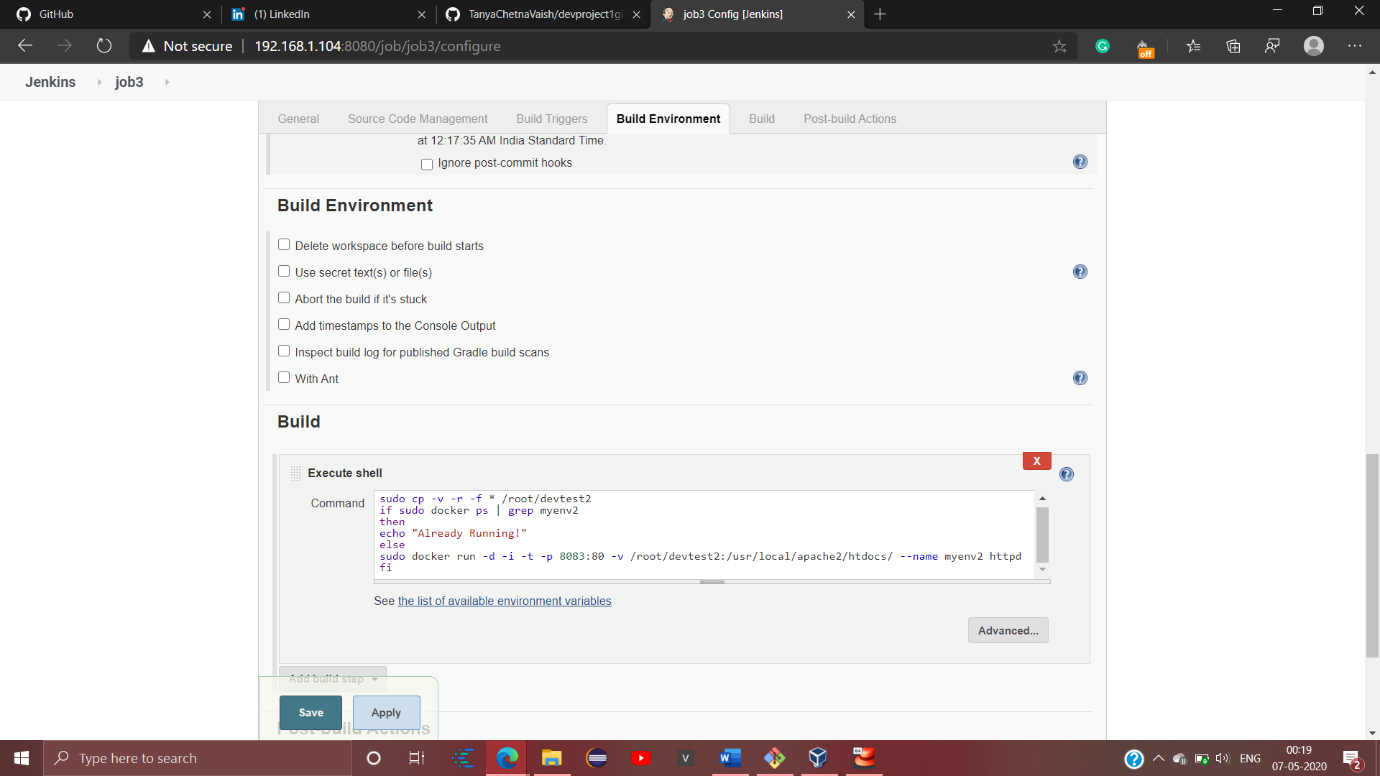 GitHub
(1) LinkedIn
TanyaChetnaVaish/devproject1gi
job3 Config [Jenkins]
Not secure
192.168.1.104:8080/job/job3/configure
off
Jenkins
job3
General
Source Code Management
Build Triggers
Build Environment
Build
Post-build Actions
at 12:17:35 AM India Standard Time.
Ignore post-commit hooks
Build Environment
Delete workspace before build starts
Use secret text(s) or file(s)
Abort the build if it's stuck
Add timestamps to the Console Output
Inspect build log for published Gradle build scans
With Ant
Build
X
Execute shell
Command
sudo cp -v -r -f * /root/devtest2
if sudo docker ps | grep myenv2
then
echo "Already Running!"
else
sudo docker run -d -i -t -p 8083:80 -v /root/devtest2:/usr/local/apache2/htdocs/ --name myenv2 httpd
fi
See the list of available environment variables
Advanced...
Add build step
Save
Apply
Post-build Actions
Type here to search
ENG
00:19
07-05-2020
2